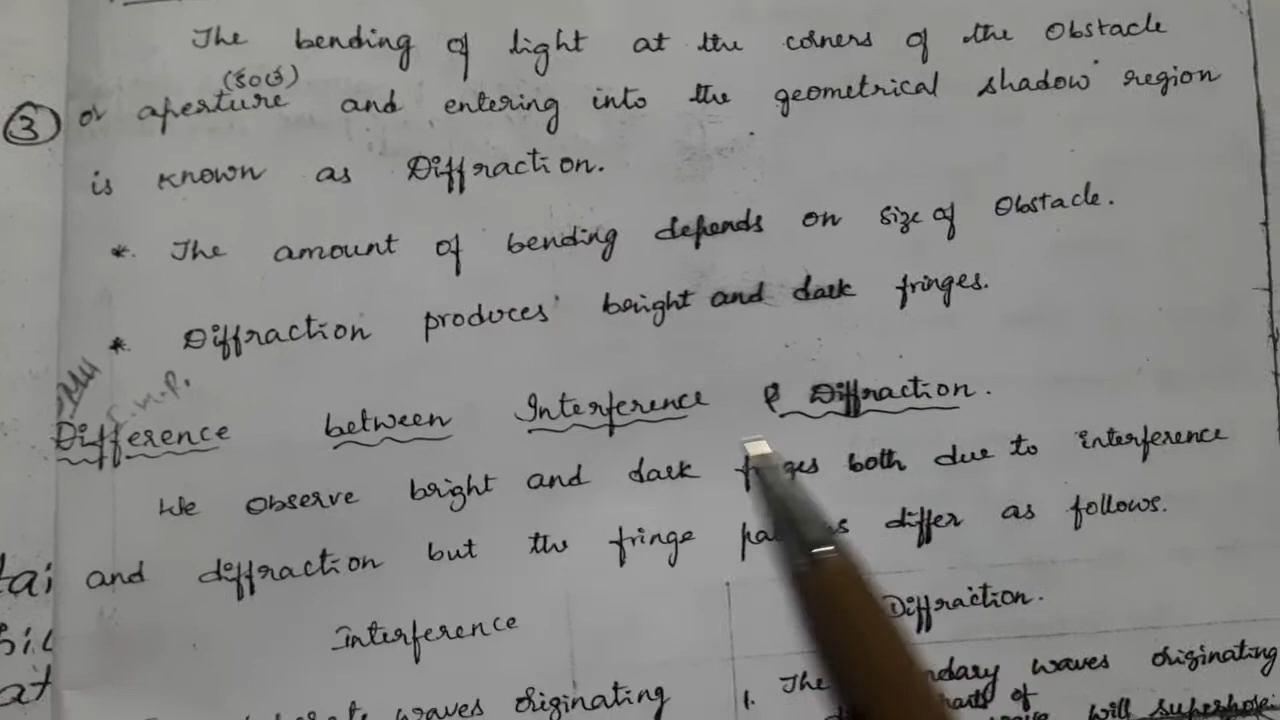 The bending of light at the corners of the Obstacle
(కంత)
③ or aperture and entering into the geometrical shadow region
is known as Diffraction.
*. The amount of bending depends on size of Obstacle.
*. Diffraction produces bright and dark fringes.
Difference between Interference & Diffraction.
We observe bright and dark both due to interference
and diffraction but the fringe differ as follows.
Interference Diffraction.
waves originating 1. The waves originating
of will superpose